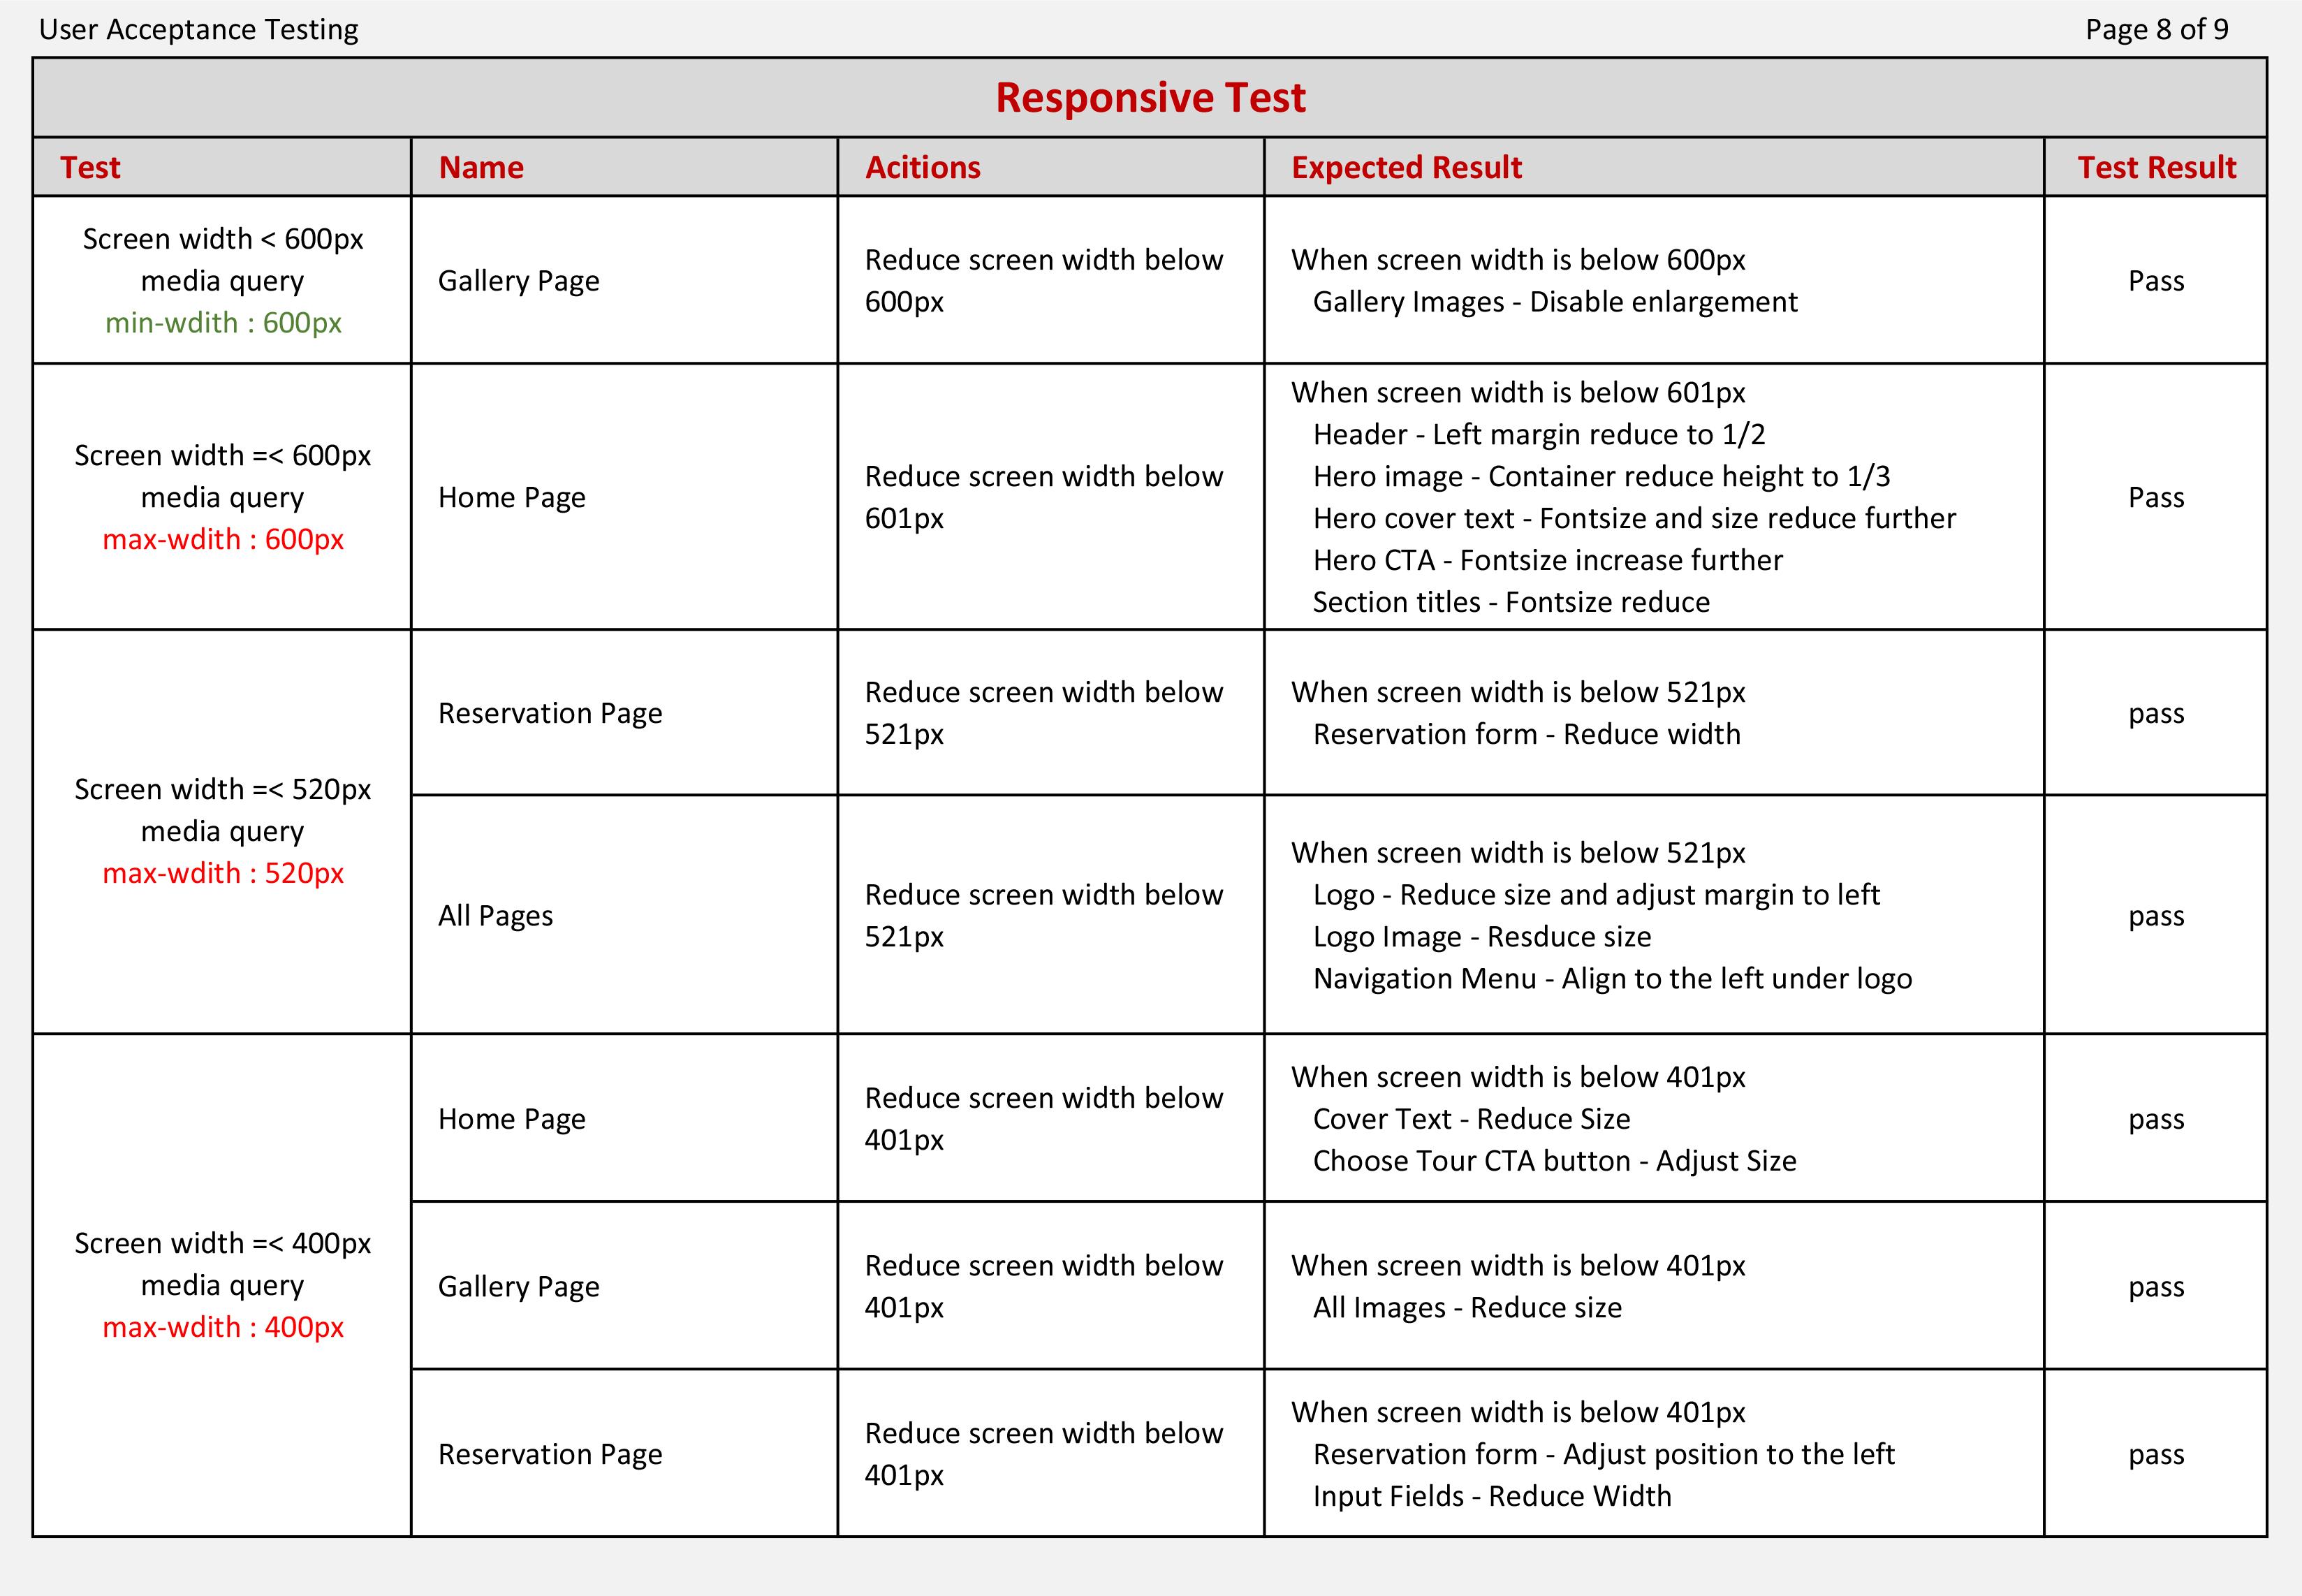 User Acceptance Testing
Page 8 of 9
Responsive Test
Test
Name
Acitions
Expected Result
Test Result
Screen width < 600px
media query
min-wdith : 600px
Gallery Page
Reduce screen width below
600px
When screen width is below 600px
Gallery Images - Disable enlargement
Pass
Screen width =< 600px
media query
max-wdith : 600px
Home Page
Reduce screen width below
601px
When screen width is below 601px
Header - Left margin reduce to 1/2
Hero image - Container reduce height to 1/3
Hero cover text - Fontsize and size reduce further
Hero CTA - Fontsize increase further
Section titles - Fontsize reduce
Pass
Screen width =< 520px
media query
max-wdith : 520px
Reservation Page
Reduce screen width below
521px
When screen width is below 521px
Reservation form - Reduce width
pass
All Pages
Reduce screen width below
521px
When screen width is below 521px
Logo - Reduce size and adjust margin to left
Logo Image - Resduce size
Navigation Menu - Align to the left under logo
pass
Screen width =< 400px
media query
max-wdith : 400px
Home Page
Reduce screen width below
401px
When screen width is below 401px
Cover Text - Reduce Size
Choose Tour CTA button - Adjust Size
pass
Gallery Page
Reduce screen width below
401px
When screen width is below 401px
All Images - Reduce size
pass
Reservation Page
Reduce screen width below
401px
When screen width is below 401px
Reservation form - Adjust position to the left
Input Fields - Reduce Width
pass